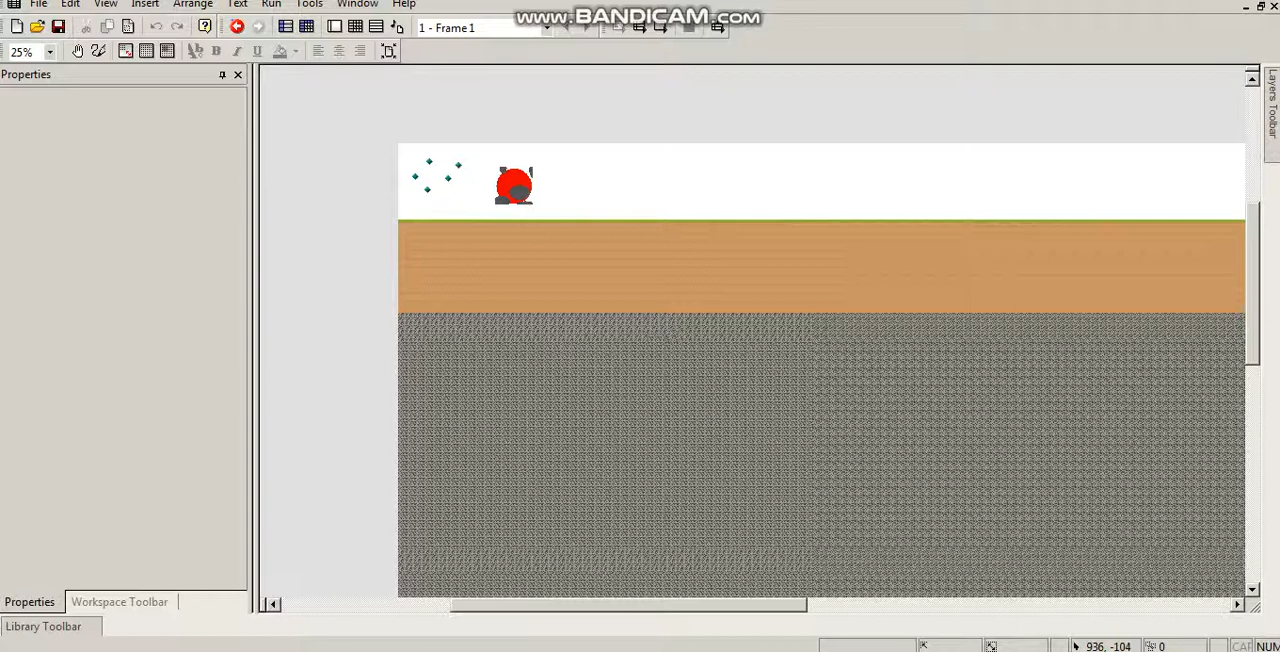 File Edit View Insert Arrange Text Run Tools Window Help
www.BANDICAM.com
1 - Frame 1
25%
B I U
Properties
Layers Toolbar
Properties Workspace Toolbar
Library Toolbar
936, -104 0 CAP NUM